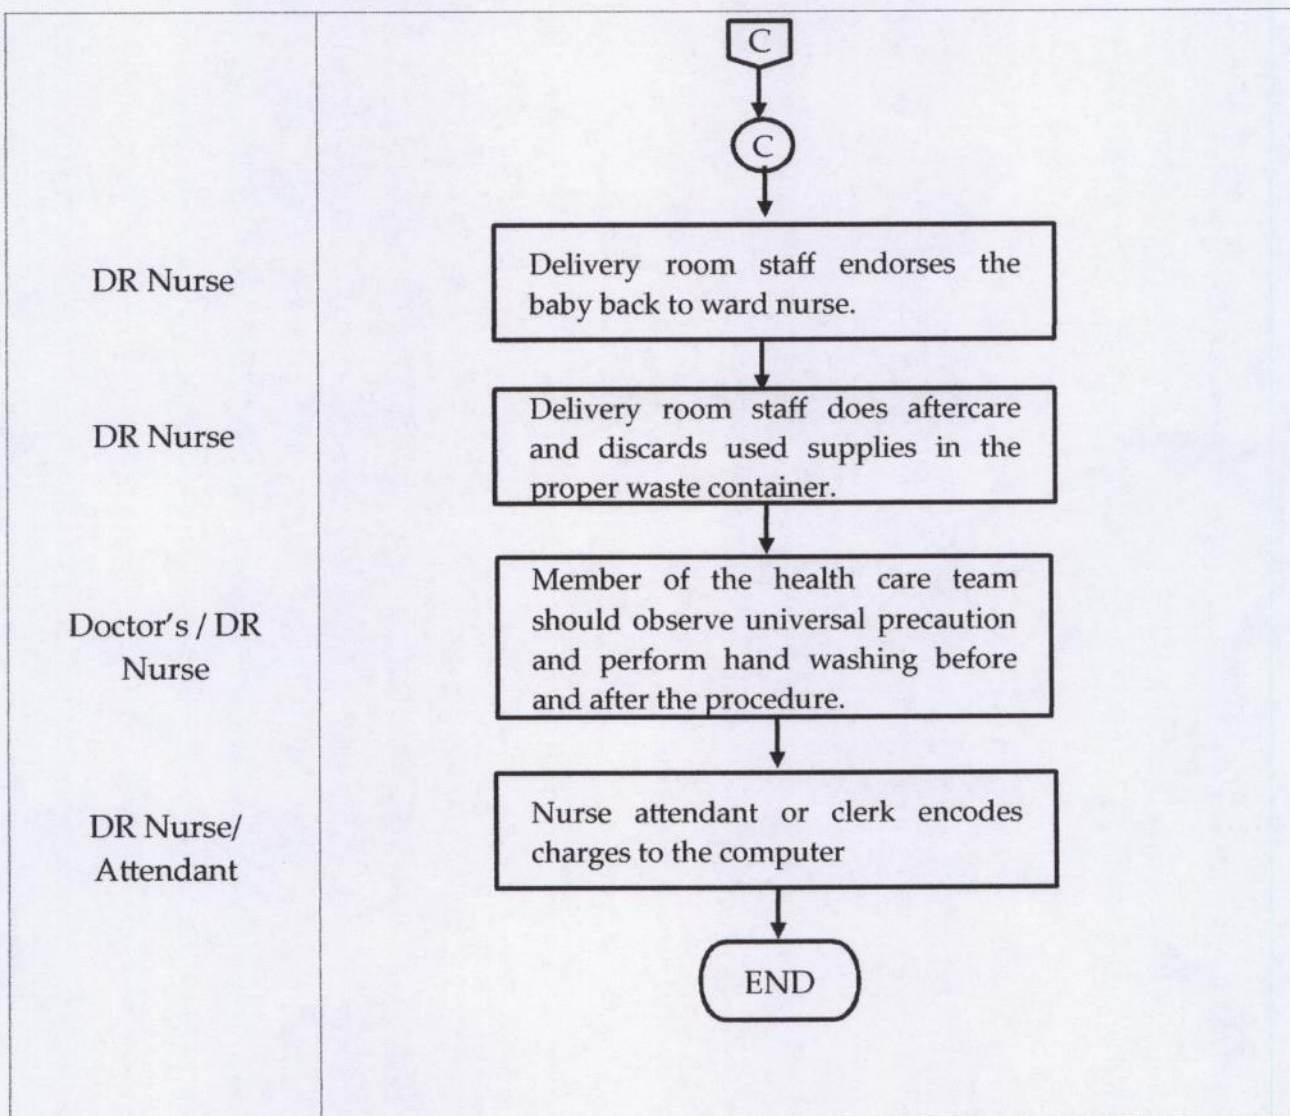 C
C
DR Nurse
Delivery room staff endorses the
baby back to ward nurse.
DR Nurse
Delivery room staff does aftercare
and discards used supplies in the
proper waste container.
Doctor's / DR
Nurse
Member of the health care team
should observe universal precaution
and perform hand washing before
and after the procedure.
DR Nurse/
Attendant
Nurse attendant or clerk encodes
charges to the computer
END